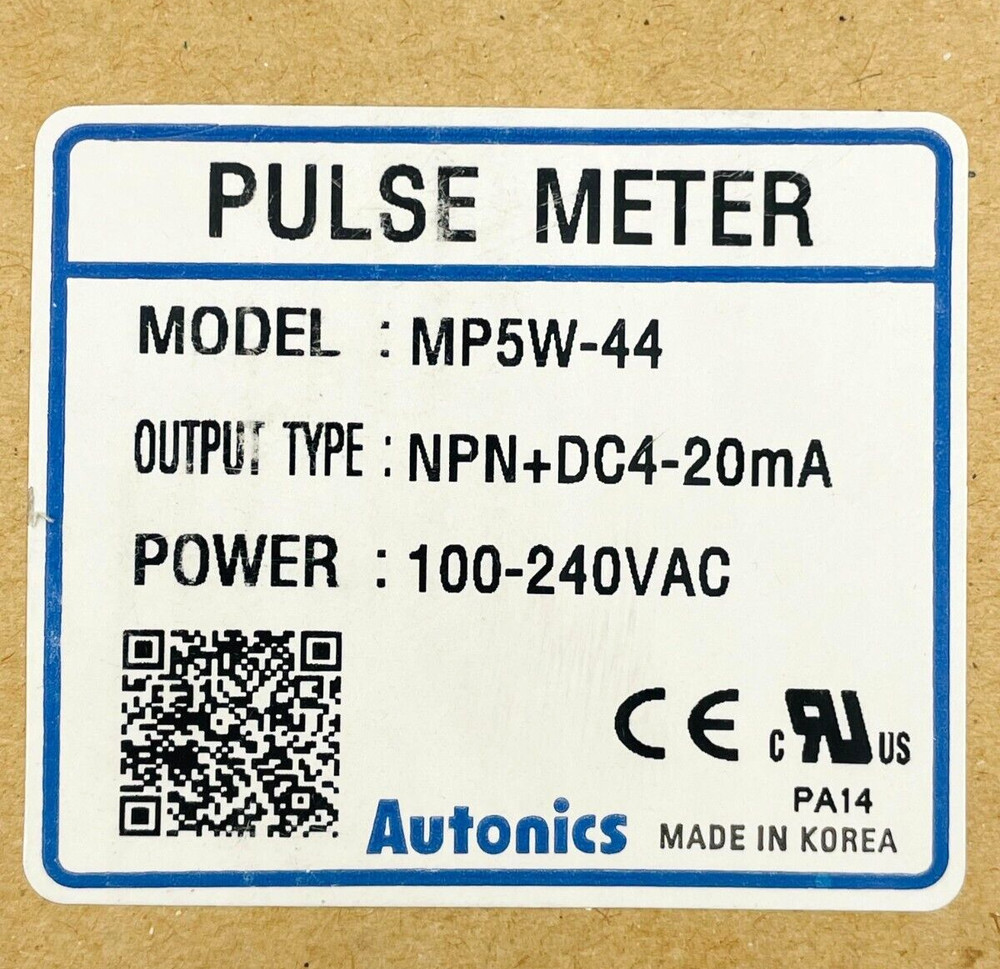 PULSE METER
MODEL : MP5W-44
OUTPUT TYPE : NPN+DC4-20mA
POWER : 100-240VAC
CE c RU US
PA14
Autonics MADE IN KOREA